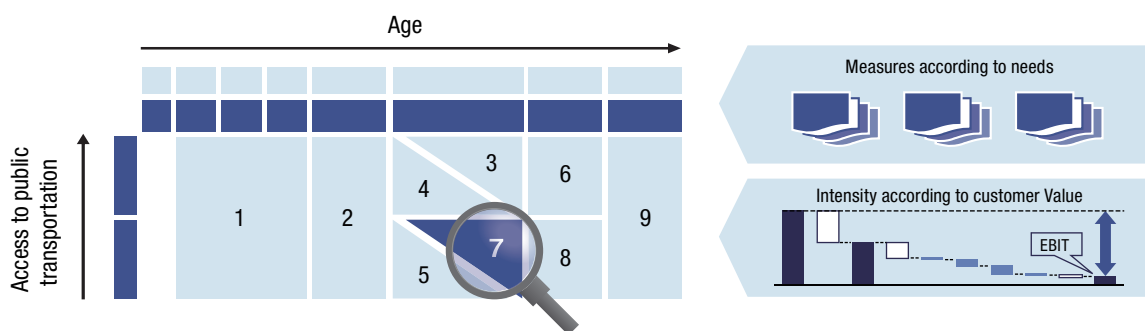 Age
Access to public
transportation
1
2
3
4
5
6
7
8
9
Measures according to needs
Intensity according to customer Value
EBIT